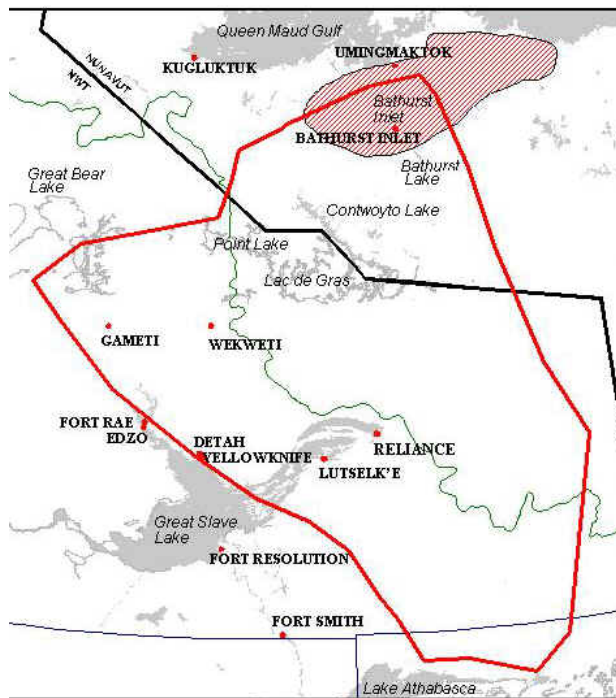 Queen Maud Gulf
UMINGMAKTOK
KUGLUKTUK
NUNAVUT
NWT
Bathurst
Inlet
BATHURST INLET
Great Bear
Lake
Bathurst
Lake
Contwoyto Lake
Point Lake
Lac de Gras
GAMETI
WEKWETI
FORT RAE
EDZO
DETAH
YELLOWKNIFE
RELIANCE
LUTSELK'E
Great Slave
Lake
FORT RESOLUTION
FORT SMITH
Lake Athabasca